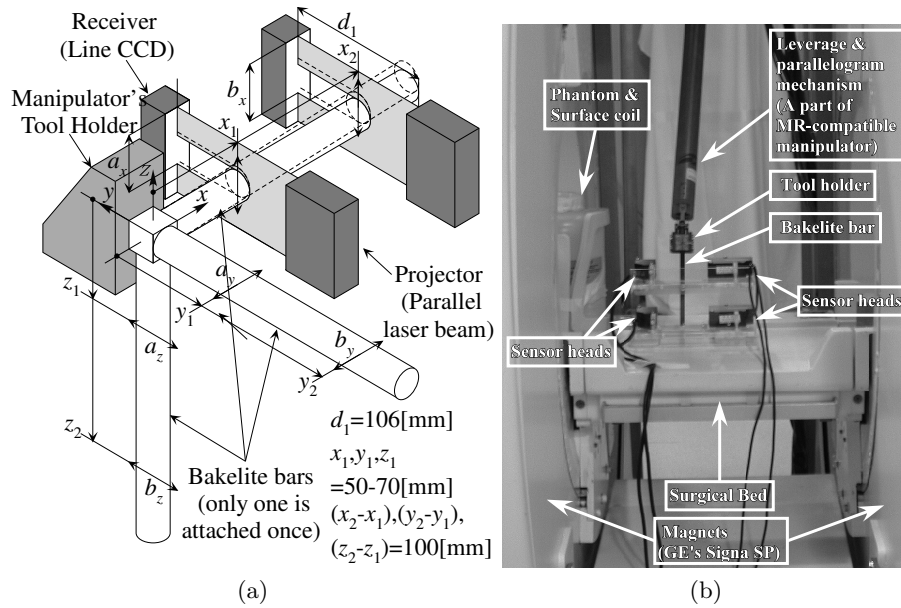 Receiver
(Line CCD)
Manipulator's
Tool Holder
d1
x2
bx
x1
ax
z
y
x
Projector
(Parallel
laser beam)
ay
y1
z1
az
by
y2
z2
bz
Bakelite bars
(only one is
attached once)
d1=106[mm]
x1,y1,z1
=50-70[mm]
(x2-x1),(y2-y1),
(z2-z1)=100[mm]
(a)
Leverage &
parallelogram
mechanism
(A part of
MR-compatible
manipulator)
Phantom &
Surface coil
Tool holder
Bakelite bar
Sensor heads
Sensor heads
Surgical Bed
Magnets
(GE's Signa SP)
(b)